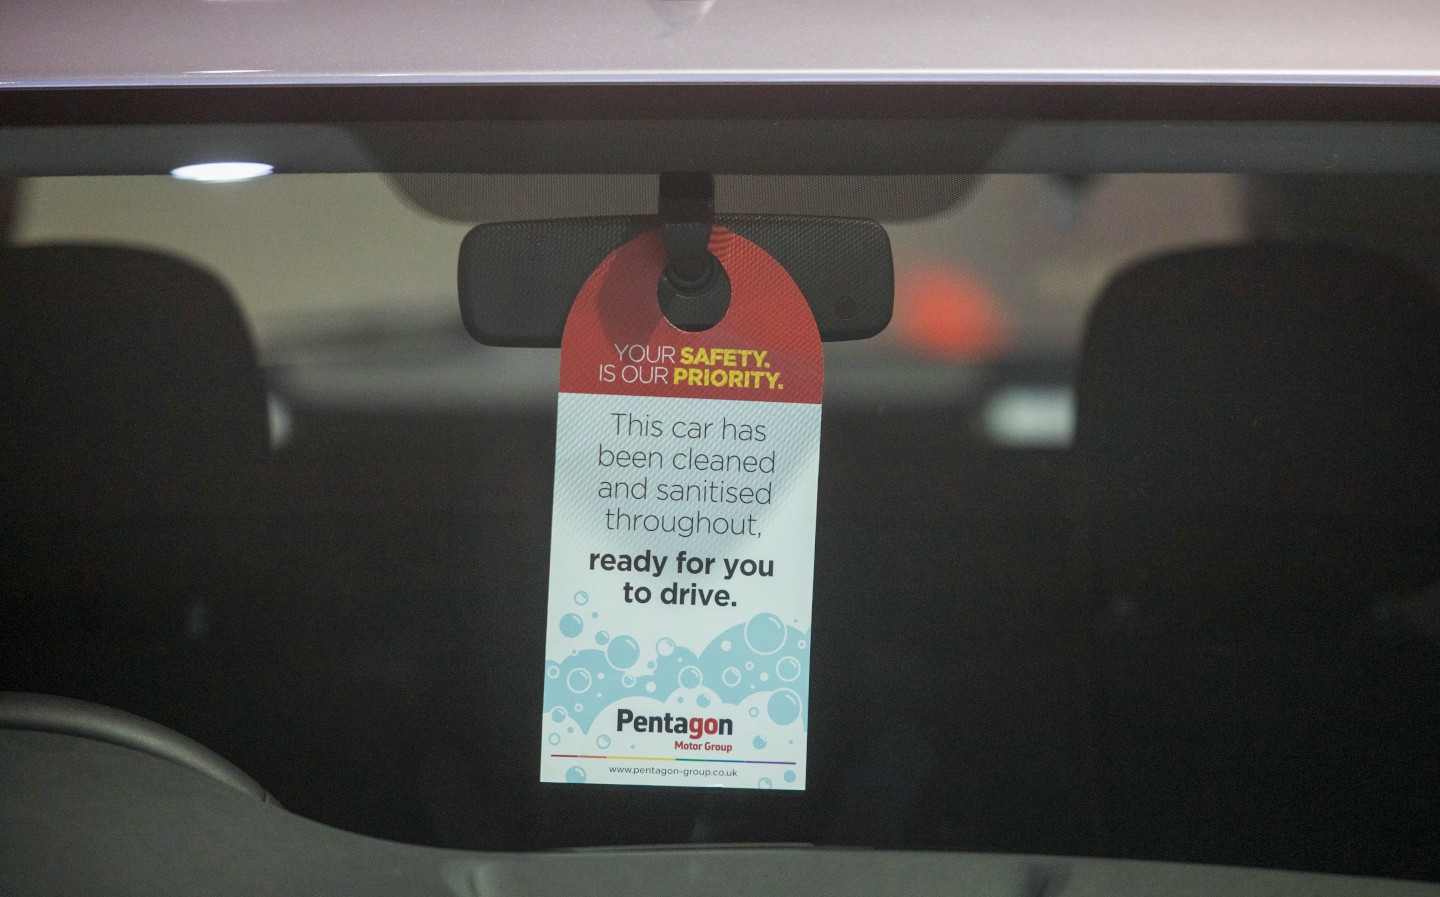 YOUR SAFETY.
IS OUR PRIORITY.
This car has
been cleaned
and sanitised
throughout,
ready for you
to drive.
Pentagon
Motor Group
www.pentagon-group.co.uk